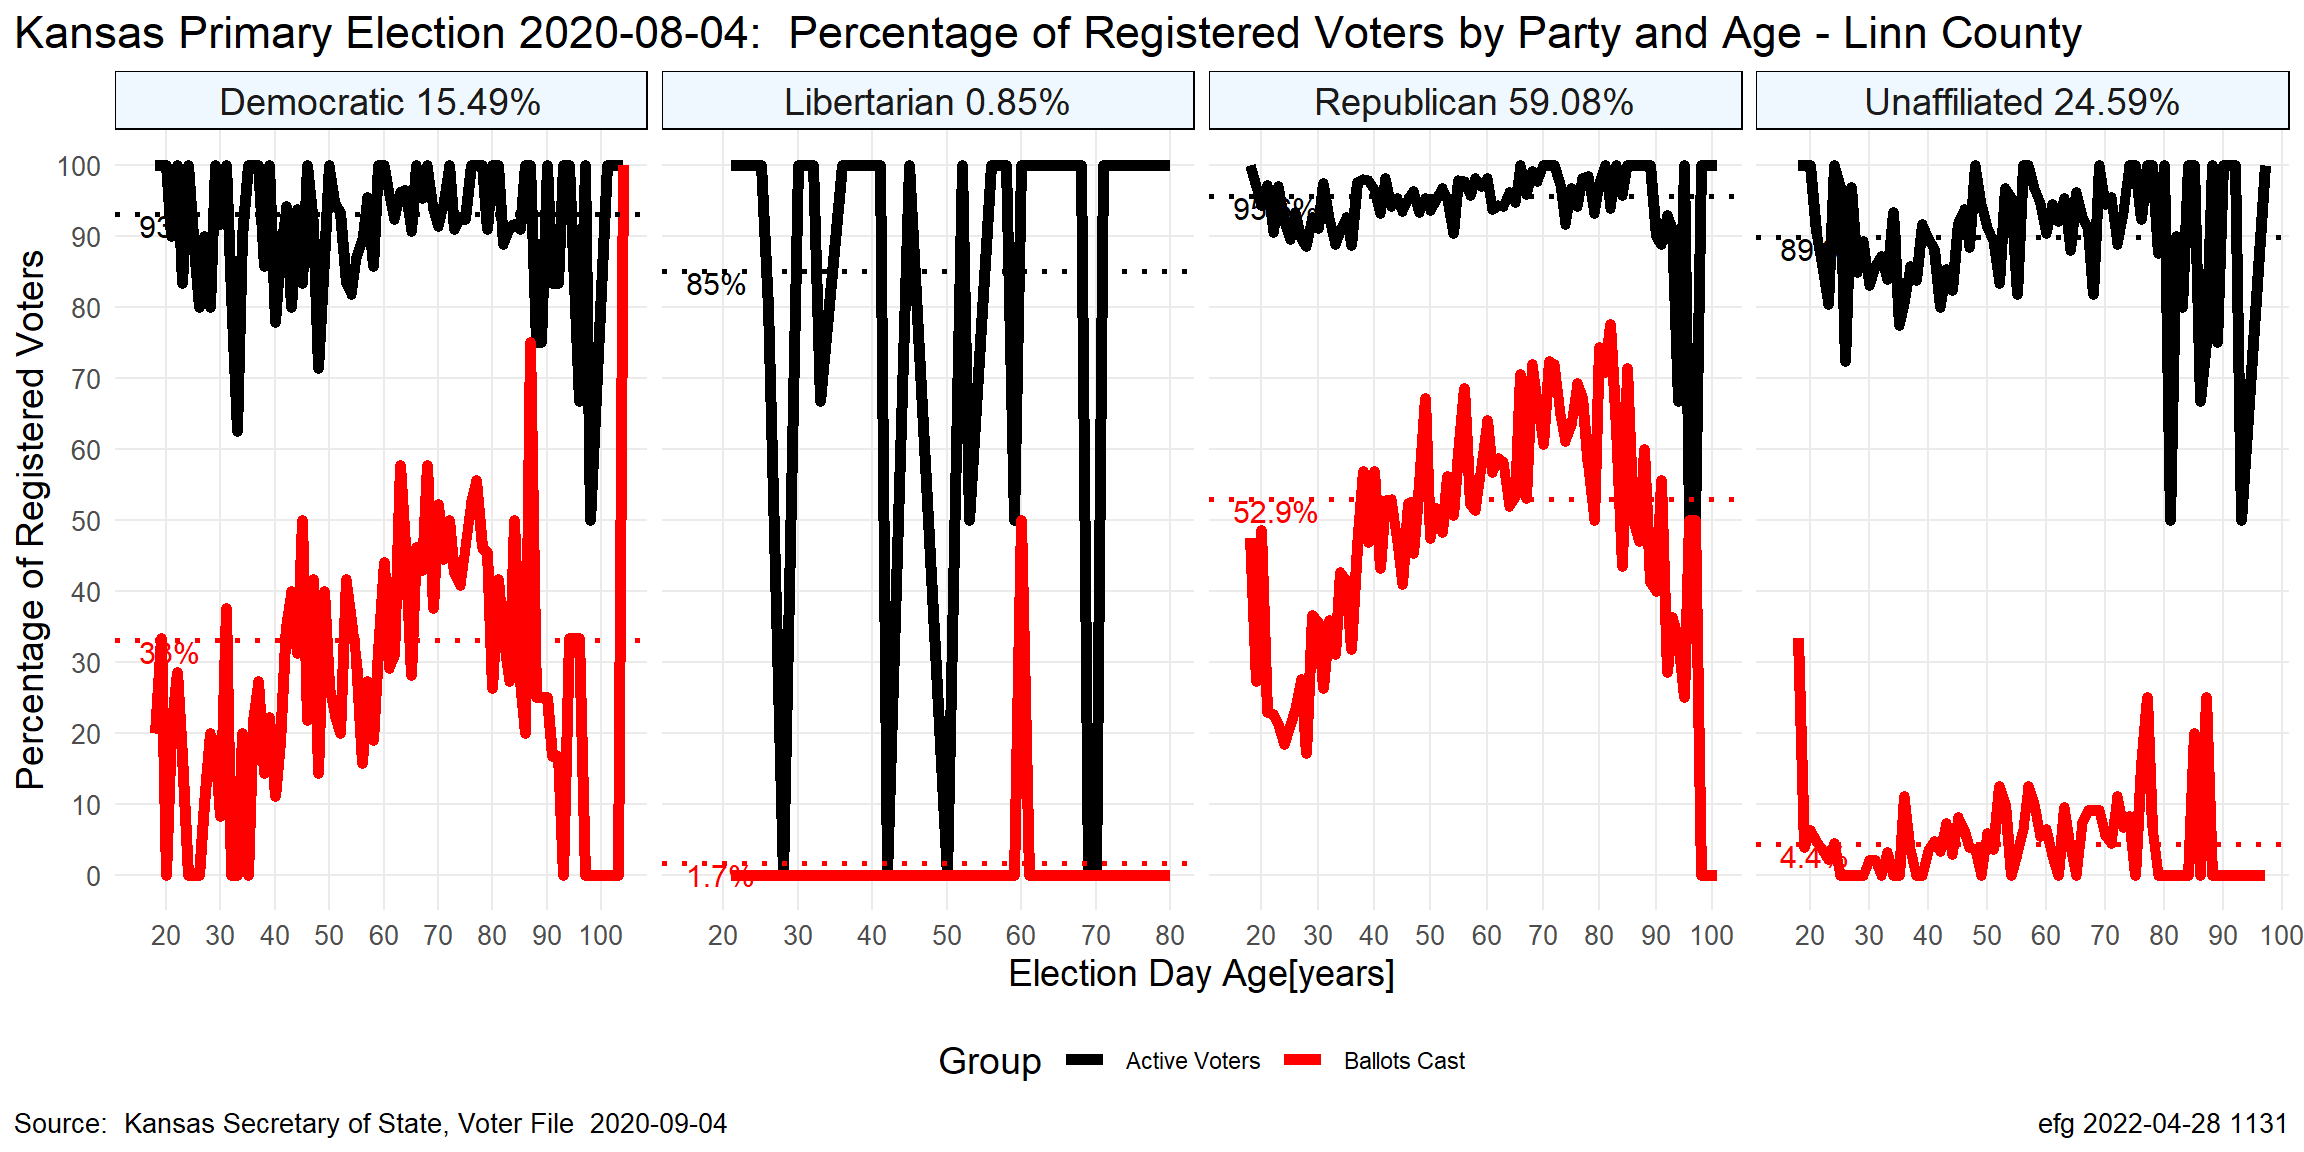 Kansas Primary Election 2020-08-04:  Percentage of Registered Voters by Party and Age - Linn County
Democratic 15.49%
Libertarian 0.85%
Republican 59.08%
Unaffiliated 24.59%
Percentage of Registered Voters
100
90
80
70
60
50
40
30
20
10
0
93
33%
85%
1.7%
52.9%
4.4%
20 30 40 50 60 70 80 90 100
20 30 40 50 60 70 80
20 30 40 50 60 70 80 90 100
20 30 40 50 60 70 80 90 100
Election Day Age[years]
Group Active Voters Ballots Cast
Source:  Kansas Secretary of State, Voter File  2020-09-04
efg 2022-04-28 1131